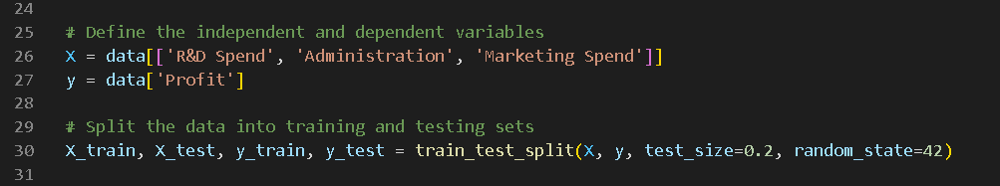 24
25 # Define the independent and dependent variables
26 X = data[['R&D Spend', 'Administration', 'Marketing Spend']]
27 y = data['Profit']
28
29 # Split the data into training and testing sets
30 X_train, X_test, y_train, y_test = train_test_split(X, y, test_size=0.2, random_state=42)
31